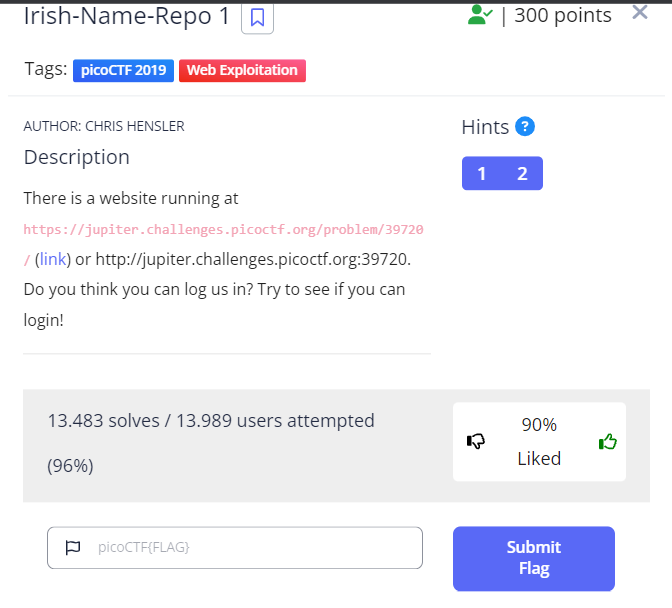 Irish-Name-Repo 1
| 300 points
Tags: picoCTF 2019 Web Exploitation
AUTHOR: CHRIS HENSLER
Hints ?
Description
1 2
There is a website running at
https://jupiter.challenges.picoctf.org/problem/39720
/ (link) or http://jupiter.challenges.picoctf.org:39720.
Do you think you can log us in? Try to see if you can
login!
13.483 solves / 13.989 users attempted
(96%)
90%
Liked
picoCTF{FLAG}
Submit
Flag